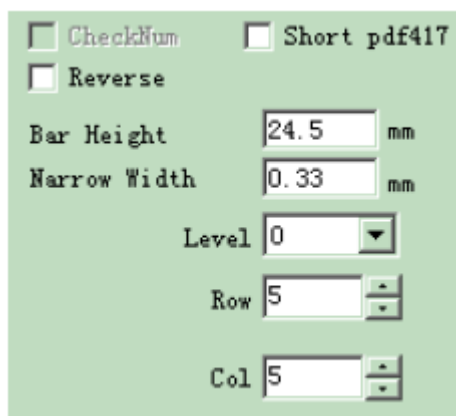 CheckNum Short pdf417
Reverse
Bar Height 24.5 mm
Narrow Width 0.33 mm
Level 0
Row 5
Col 5